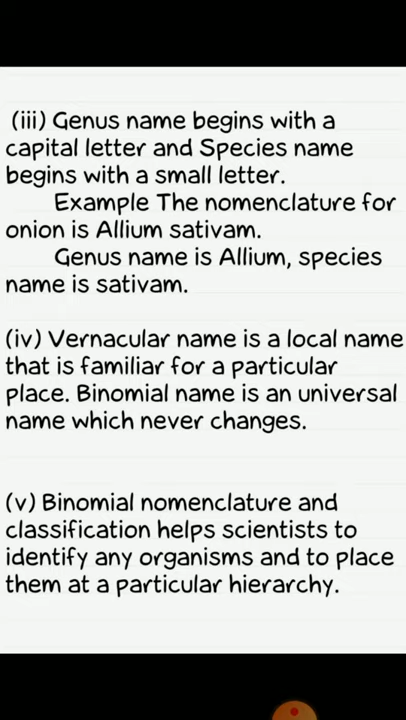 (iii) Genus name begins with a
capital letter and Species name
begins with a small letter.
Example The nomenclature for
onion is Allium sativam.
Genus name is Allium, species
name is sativam.
(iv) Vernacular name is a local name
that is familiar for a particular
place. Binomial name is an universal
name which never changes.
(v) Binomial nomenclature and
classification helps scientists to
identify any organisms and to place
them at a particular hierarchy.